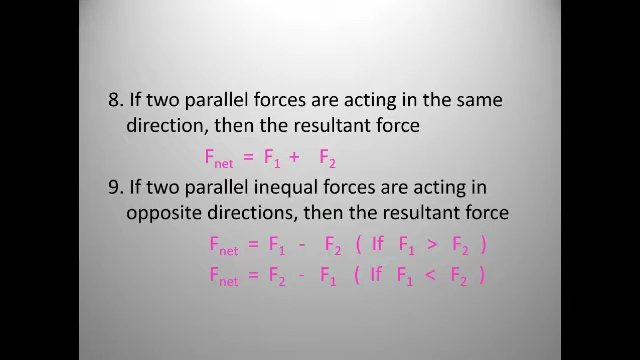 8. If two parallel forces are acting in the same
direction, then the resultant force
Fnet = F1 + F2
9. If two parallel inequal forces are acting in
opposite directions, then the resultant force
Fnet = F1 - F2 ( If F1 > F2 )
Fnet = F2 - F1 ( If F1 < F2 )